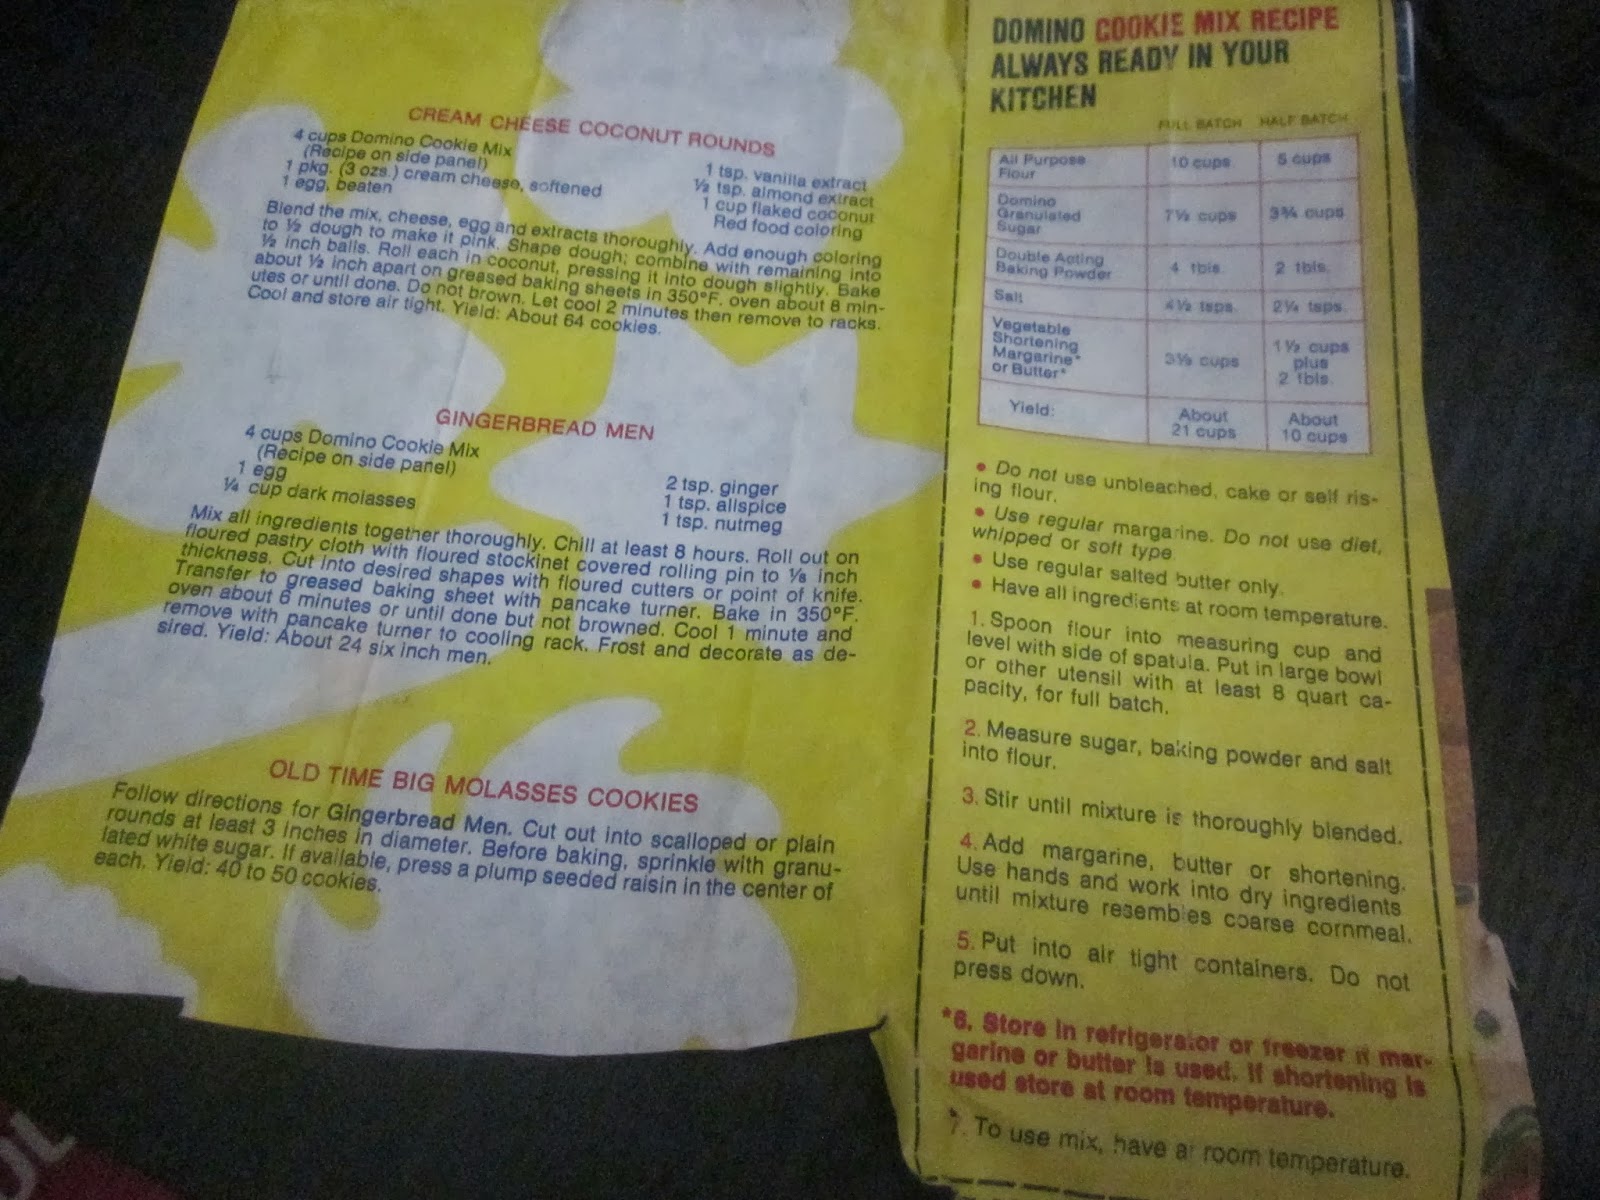 CREAM CHEESE COCONUT ROUNDS
4 cups Domino Cookie Mix
(Recipe on side panel)
1 pkg. (3 ozs.) cream cheese, softened
1 egg, beaten
1 tsp. vanilla extract
½ tsp. almond extract
1 cup flaked coconut
Red food coloring
Blend the mix, cheese, egg and extracts thoroughly. Add enough coloring
to ½ dough to make it pink. Shape dough; combine with remaining into
½ inch balls. Roll each in coconut, pressing it into dough slightly. Bake
about ½ inch apart on greased baking sheets in 350°F. oven about 8 min-
utes or until done. Do not brown. Let cool 2 minutes then remove to racks.
Cool and store air tight. Yield: About 64 cookies.
GINGERBREAD MEN
4 cups Domino Cookie Mix
(Recipe on side panel)
1 egg
¼ cup dark molasses
2 tsp. ginger
1 tsp. allspice
1 tsp. nutmeg
Mix all ingredients together thoroughly. Chill at least 8 hours. Roll out on
floured pastry cloth with floured stockinet covered rolling pin to ⅛ inch
thickness. Cut into desired shapes with floured cutters or point of knife.
Transfer to greased baking sheet with pancake turner. Bake in 350°F.
oven about 6 minutes or until done but not browned. Cool 1 minute and
remove with pancake turner to cooling rack. Frost and decorate as de-
sired. Yield: About 24 six inch men.
OLD TIME BIG MOLASSES COOKIES
Follow directions for Gingerbread Men. Cut out into scalloped or plain
rounds at least 3 inches in diameter. Before baking, sprinkle with granu-
lated white sugar. If available, press a plump seeded raisin in the center of
each. Yield: 40 to 50 cookies.
DOMINO COOKIE MIX RECIPE
ALWAYS READY IN YOUR
KITCHEN
FULL BATCH HALF BATCH
All Purpose
Flour
10 cups 5 cups
Domino
Granulated
Sugar
7½ cups 3¾ cups
Double Acting
Baking Powder
4 tbls. 2 tbls.
Salt 4½ tsps. 2¼ tsps.
Vegetable
Shortening
Margarine*
or Butter*
cups
cups
plus
2 tbls.
Yield:
About
21 cups
About
10 cups
• Do not use unbleached, cake or self ris-
ing flour.
• Use regular margarine. Do not use diet,
whipped or soft type.
• Use regular salted butter only.
• Have all ingredients at room temperature.
1. Spoon flour into measuring cup and
level with side of spatula. Put in large bowl
or other utensil with at least 8 quart ca-
pacity, for full batch.
2. Measure sugar, baking powder and salt
into flour.
3. Stir until mixture is thoroughly blended.
4. Add margarine, butter or shortening.
Use hands and work into dry ingredients
until mixture resembles coarse cornmeal.
5. Put into air tight containers. Do not
press down.
*6. Store in refrigerator or freezer if mar-
garine or butter is used. If shortening is
used store at room temperature.
7. To use mix, have at room temperature.